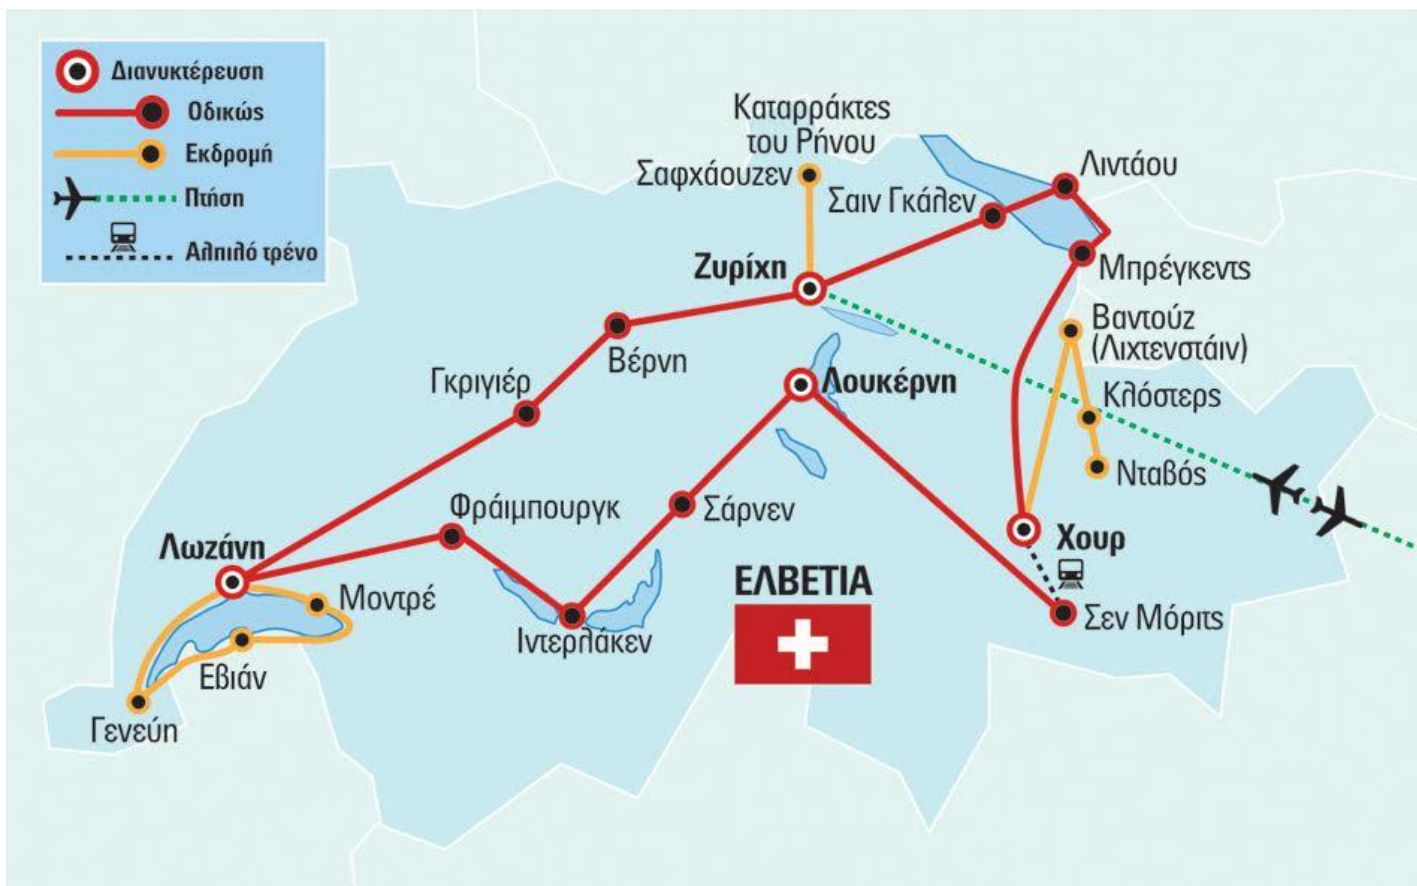 Διανυκτέρευση
Οδικώς
Εκδρομή
Πτήση
Αλπιλό τρένο
Καταρράκτες
του Ρήνου
Σαφχάουζεν
Λιντάου
Σαιν Γκάλεν
Ζυρίχη
Μπρέγκεντς
Βαντούζ
(Λιχτενστάιν)
Βέρνη
Γκριγιέρ
Λουκέρνη
Κλόστερς
Νταβός
Φράιμπουργκ
Σάρνεν
Λωζάνη
Χουρ
ΕΛΒΕΤΙΑ
Μοντρέ
Σεν Μόριτς
Ιντερλάκεν
Εβιάν
Γενεύη